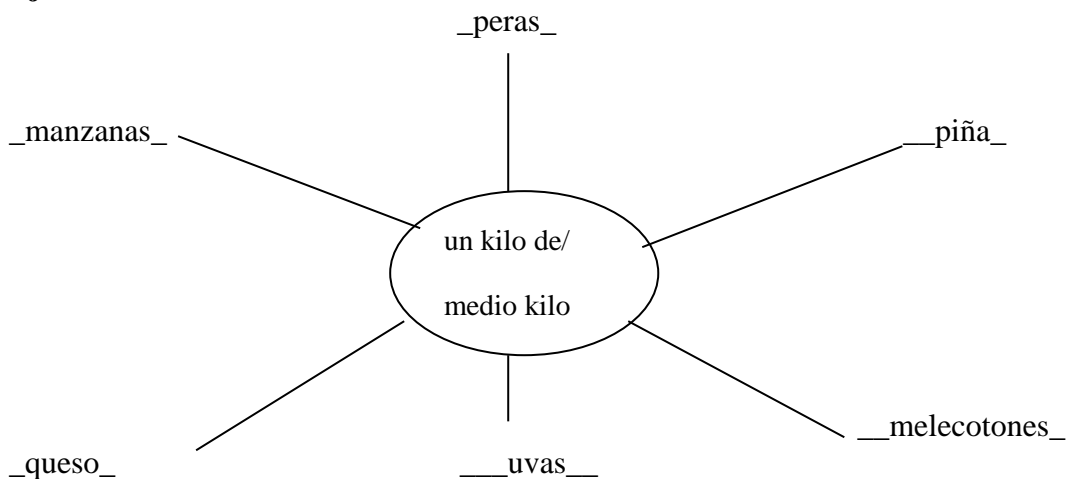 _peras_
_manzanas_
__piña_
un kilo de/
medio kilo
__melecotones_
_queso_
___uvas__